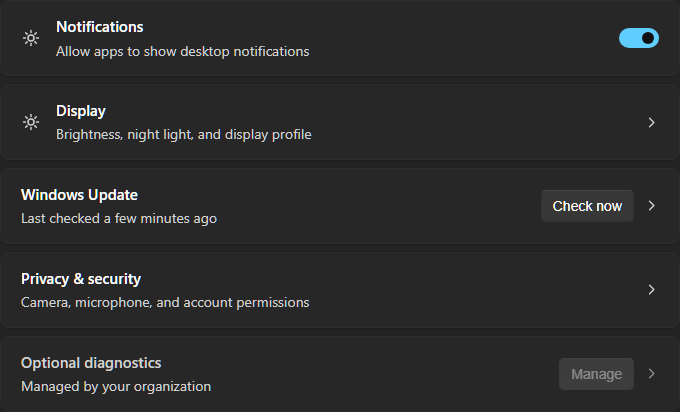 Notifications
Allow apps to show desktop notifications
Display
Brightness, night light, and display profile
Windows Update
Last checked a few minutes ago
Check now
Privacy & security
Camera, microphone, and account permissions
Optional diagnostics
Managed by your organization
Manage